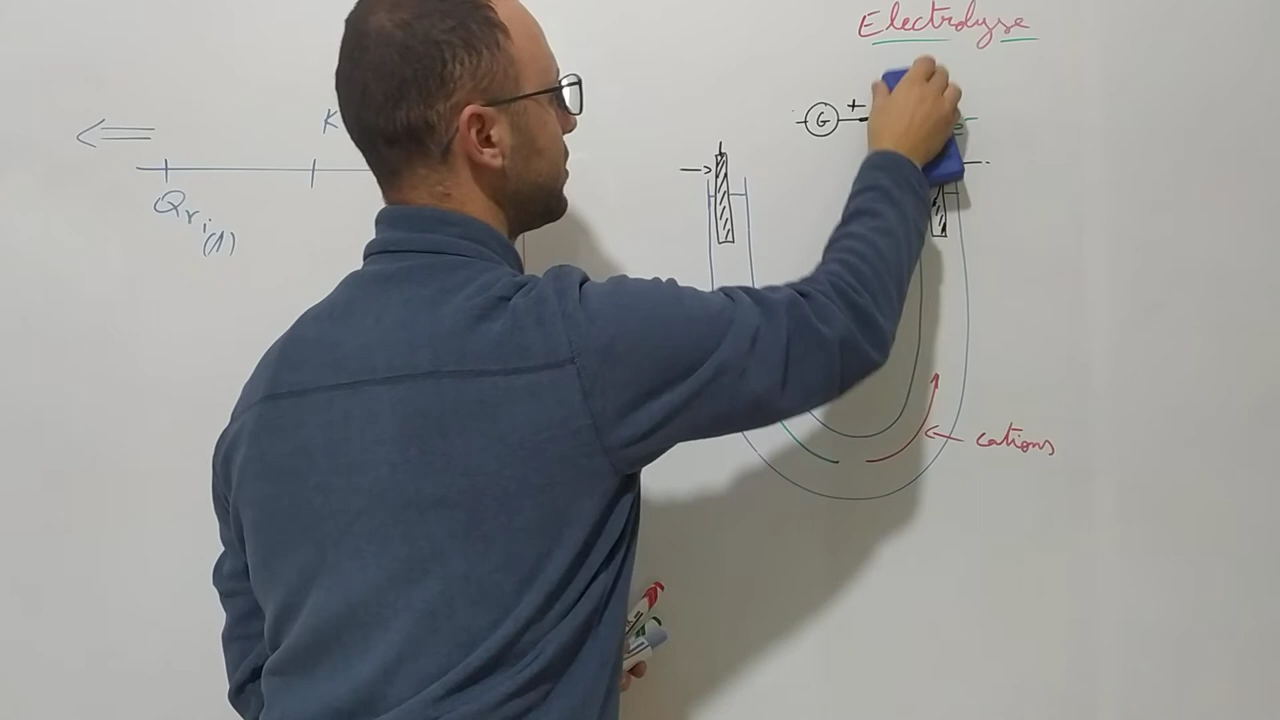 Electrolyse
G +
K
Qri(1)
cations